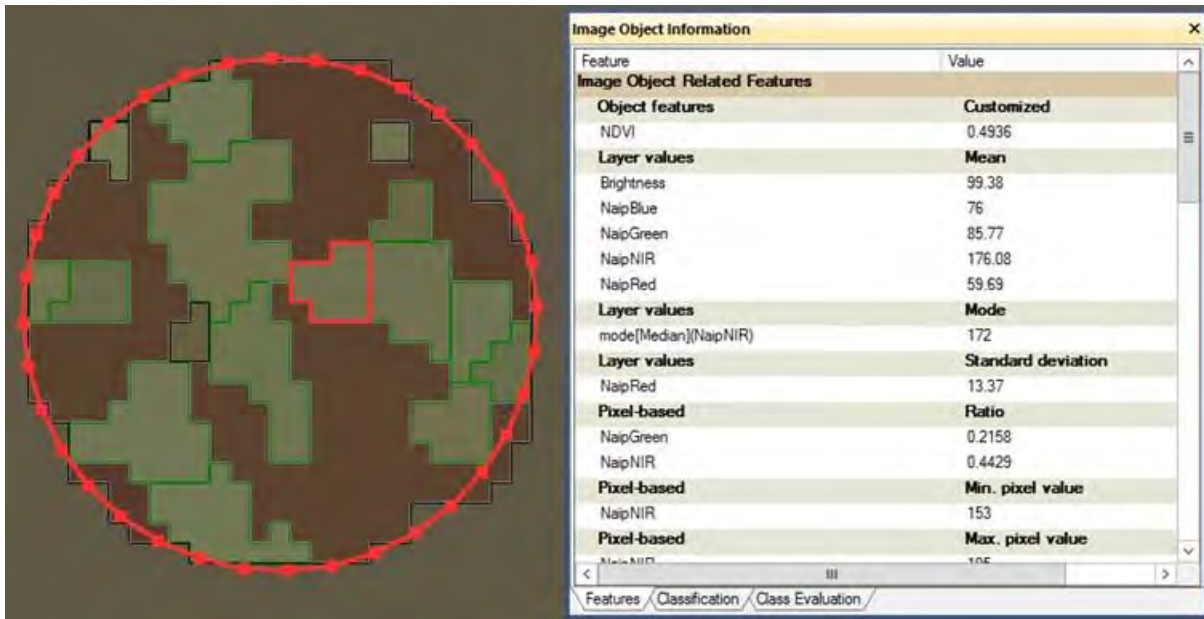 Image Object Information
Feature Value
Image Object Related Features
Object features Customized
NDVI 0.4936
Layer values Mean
Brightness 99.38
NaipBlue 76
NaipGreen 85.77
NaipNIR 176.08
NaipRed 59.69
Layer values Mode
mode[Median](NaipNIR) 172
Layer values Standard deviation
NaipRed 13.37
Pixel-based Ratio
NaipGreen 0.2158
NaipNIR 0.4429
Pixel-based Min. pixel value
NaipNIR 153
Pixel-based Max. pixel value
Features Classification Class Evaluation